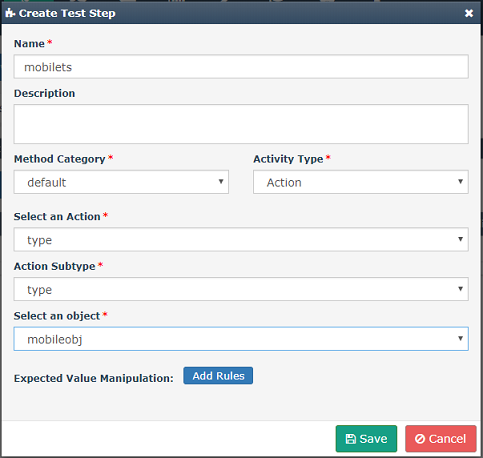 Create Test Step
Name *
mobilets
Description
Method Category * Activity Type *
default Action
Select an Action *
type
Action Subtype *
type
Select an object *
mobileobj
Expected Value Manipulation: Add Rules
Save Cancel